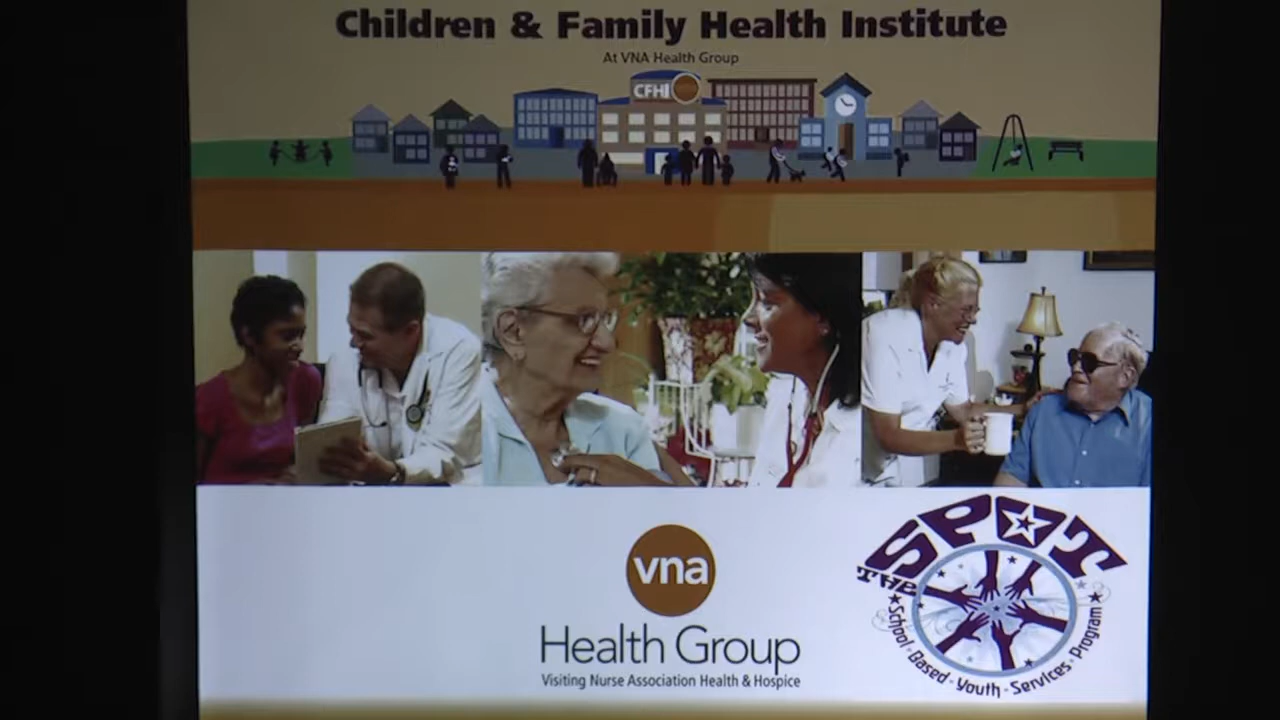 Children & Family Health Institute
At VNA Health Group
CFHI
vna
Health Group
Visiting Nurse Association Health & Hospice
THE SPOT
School · Based · Youth · Services · Program